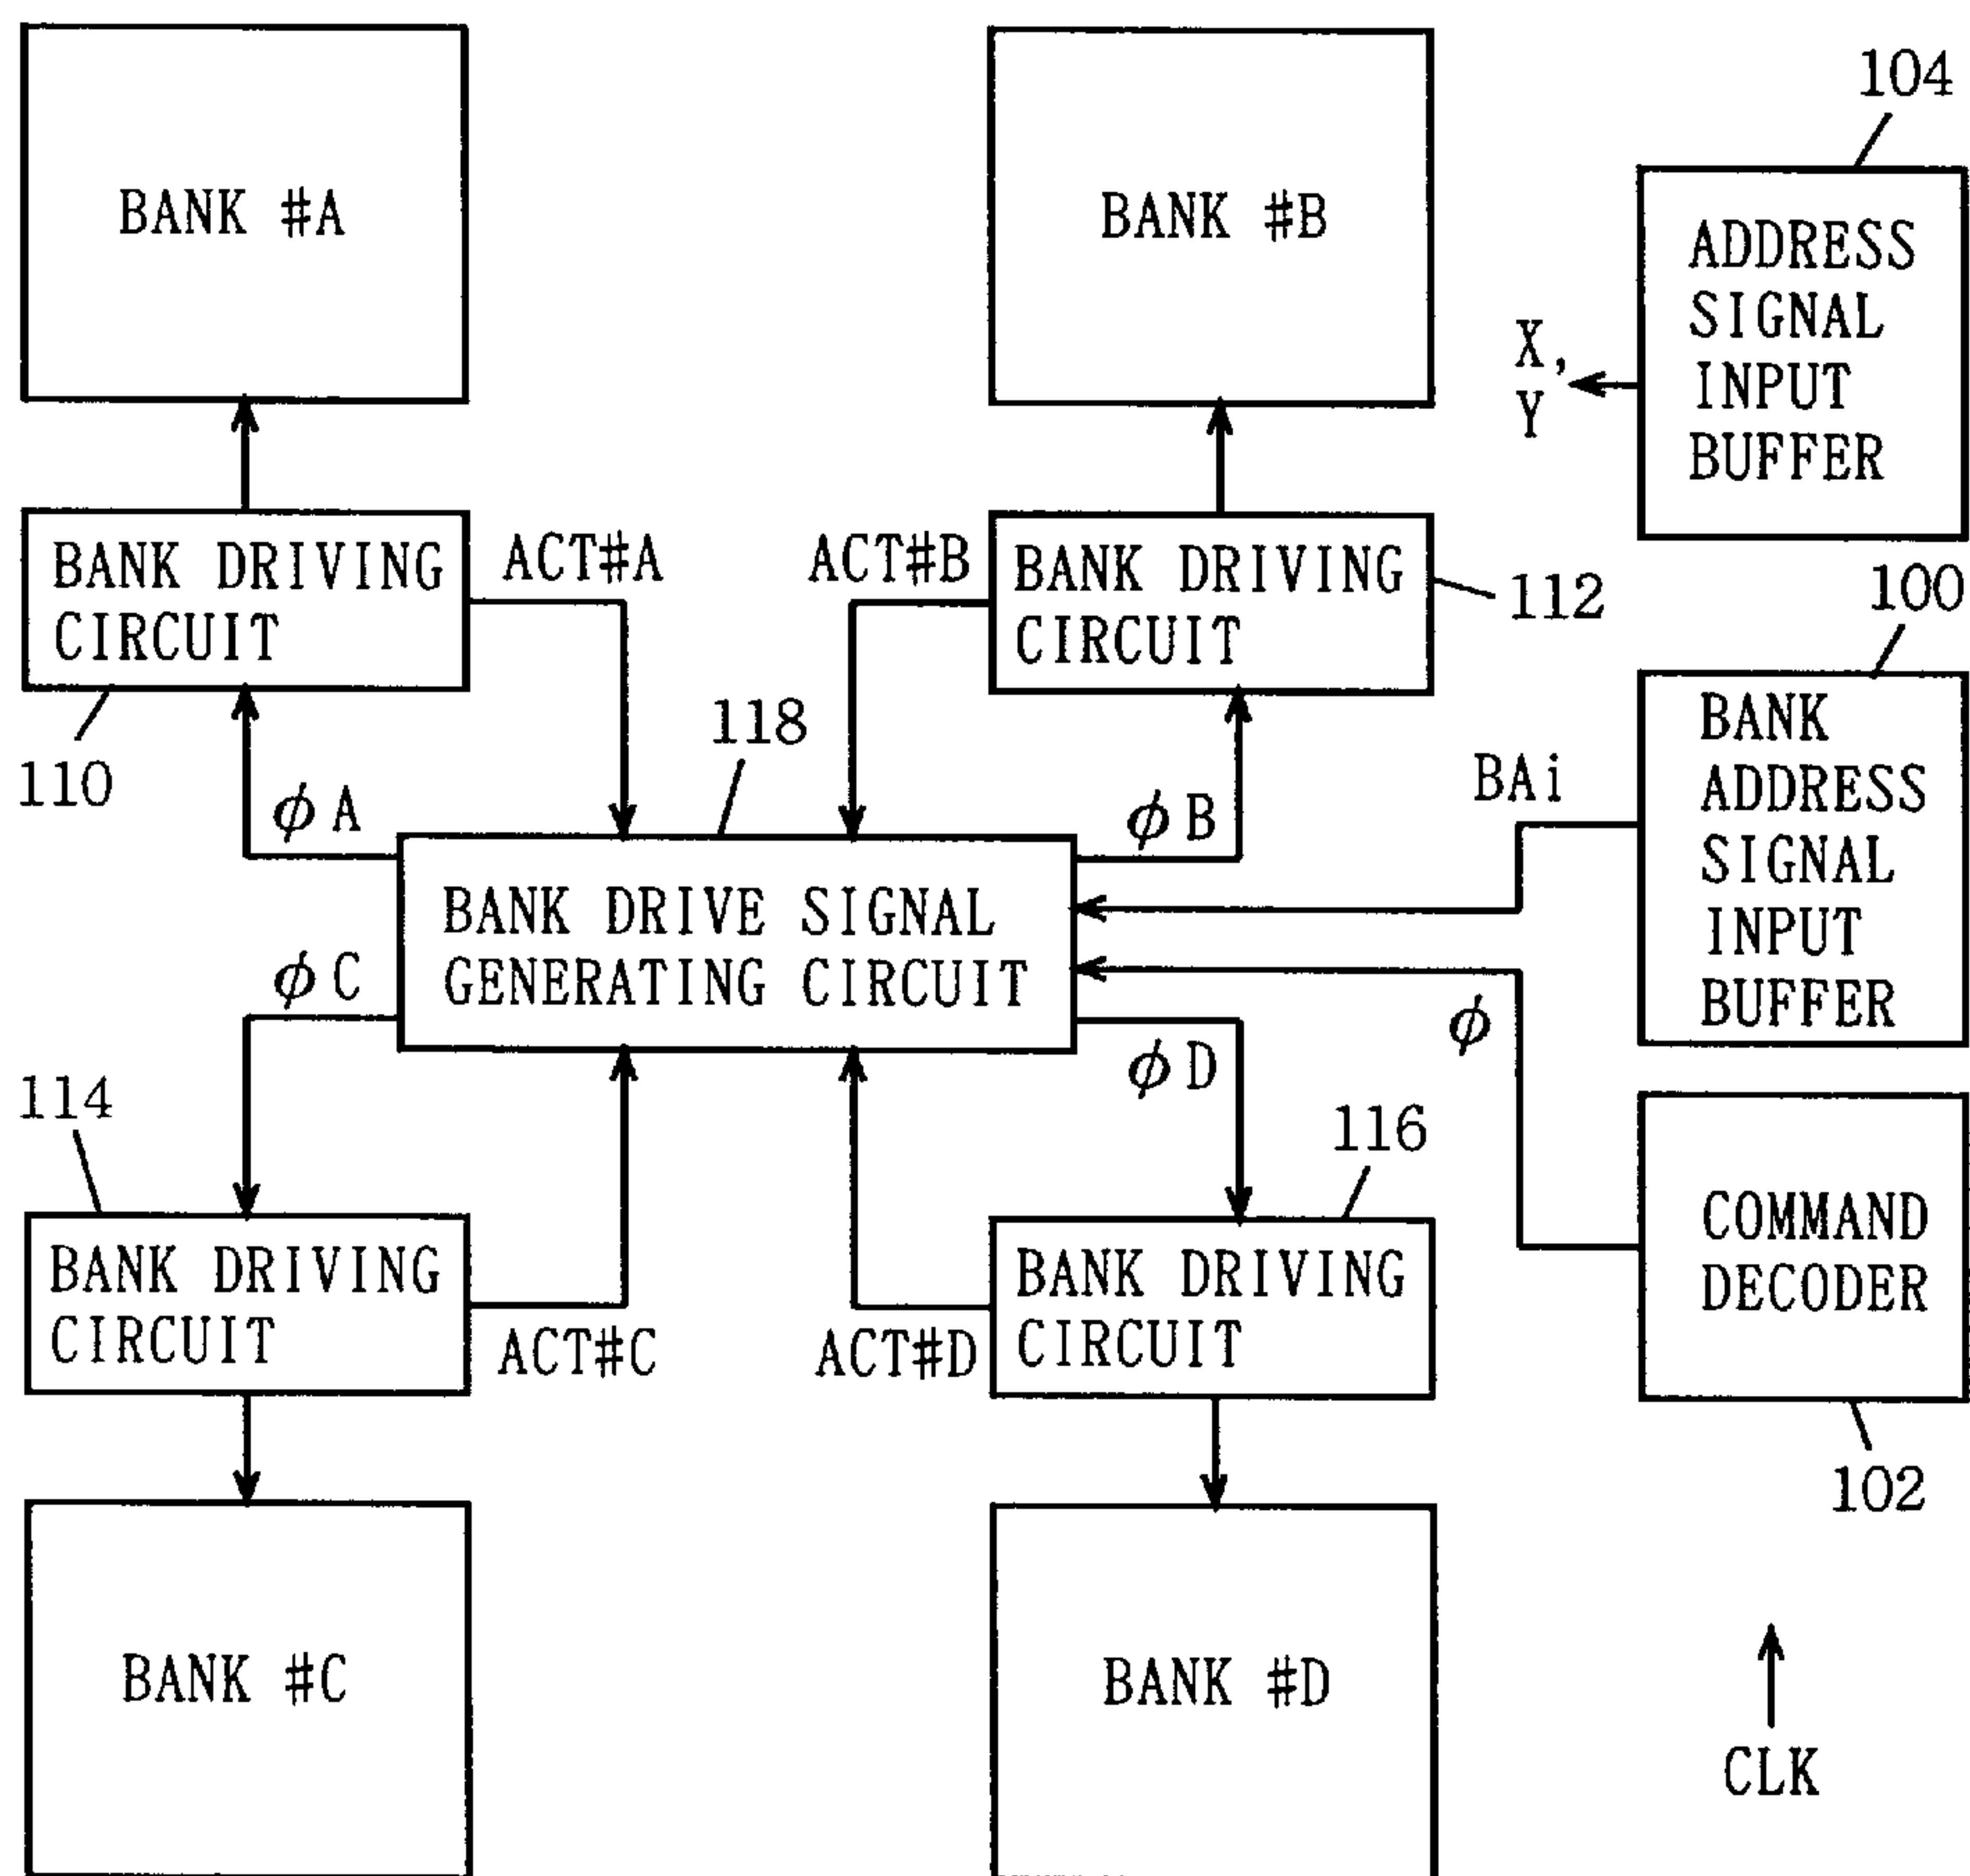 BANK #A
BANK #B
104
ADDRESS
SIGNAL
INPUT
BUFFER
X,
Y
BANK DRIVING
CIRCUIT
ACT#A
ACT#B
BANK DRIVING
CIRCUIT
112
100
110
118
BANK
ADDRESS
SIGNAL
INPUT
BUFFER
BAi
φA
φB
BANK DRIVE SIGNAL
GENERATING CIRCUIT
φC
φD
φ
114
116
BANK DRIVING
CIRCUIT
ACT#C
ACT#D
BANK DRIVING
CIRCUIT
COMMAND
DECODER
102
BANK #C
BANK #D
CLK